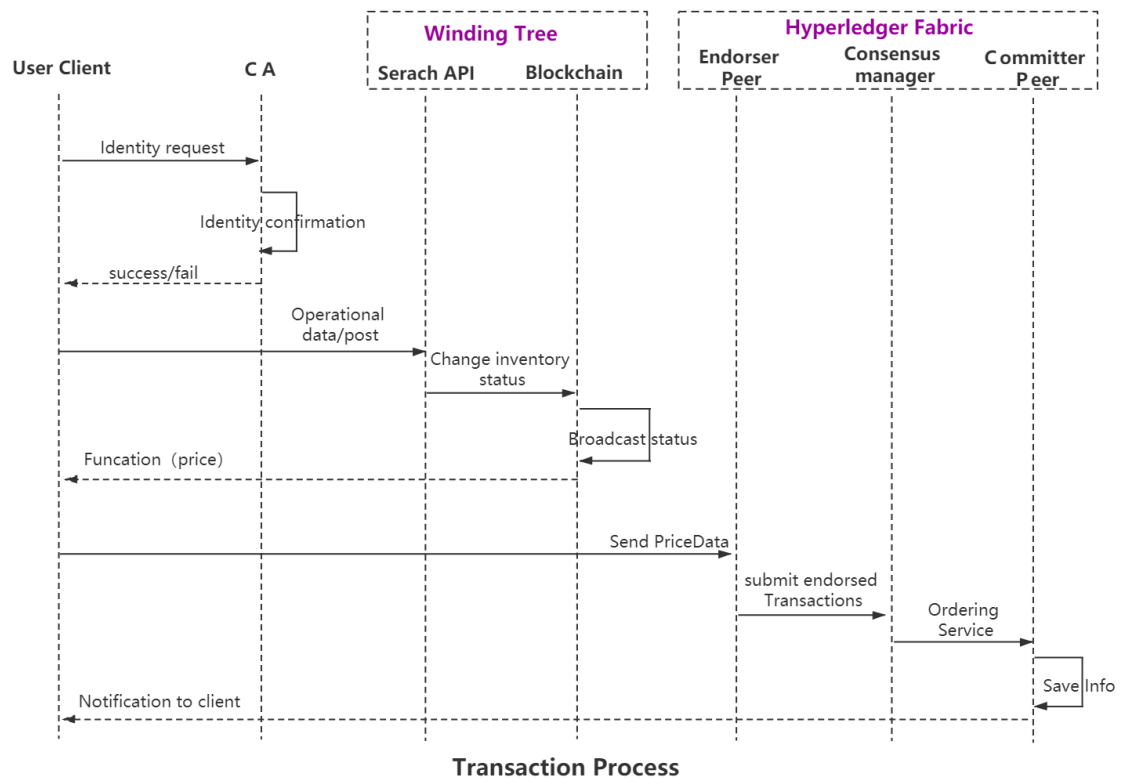 Winding Tree
Hyperledger Fabric
User Client
C A
Serach API
Blockchain
Endorser
Peer
Consensus
manager
Committer
Peer
Identity request
Identity confirmation
success/fail
Operational
data/post
Change inventory
status
Broadcast status
Funcation（price）
Send PriceData
submit endorsed
Transactions
Ordering
Service
Save Info
Notification to client
Transaction Process